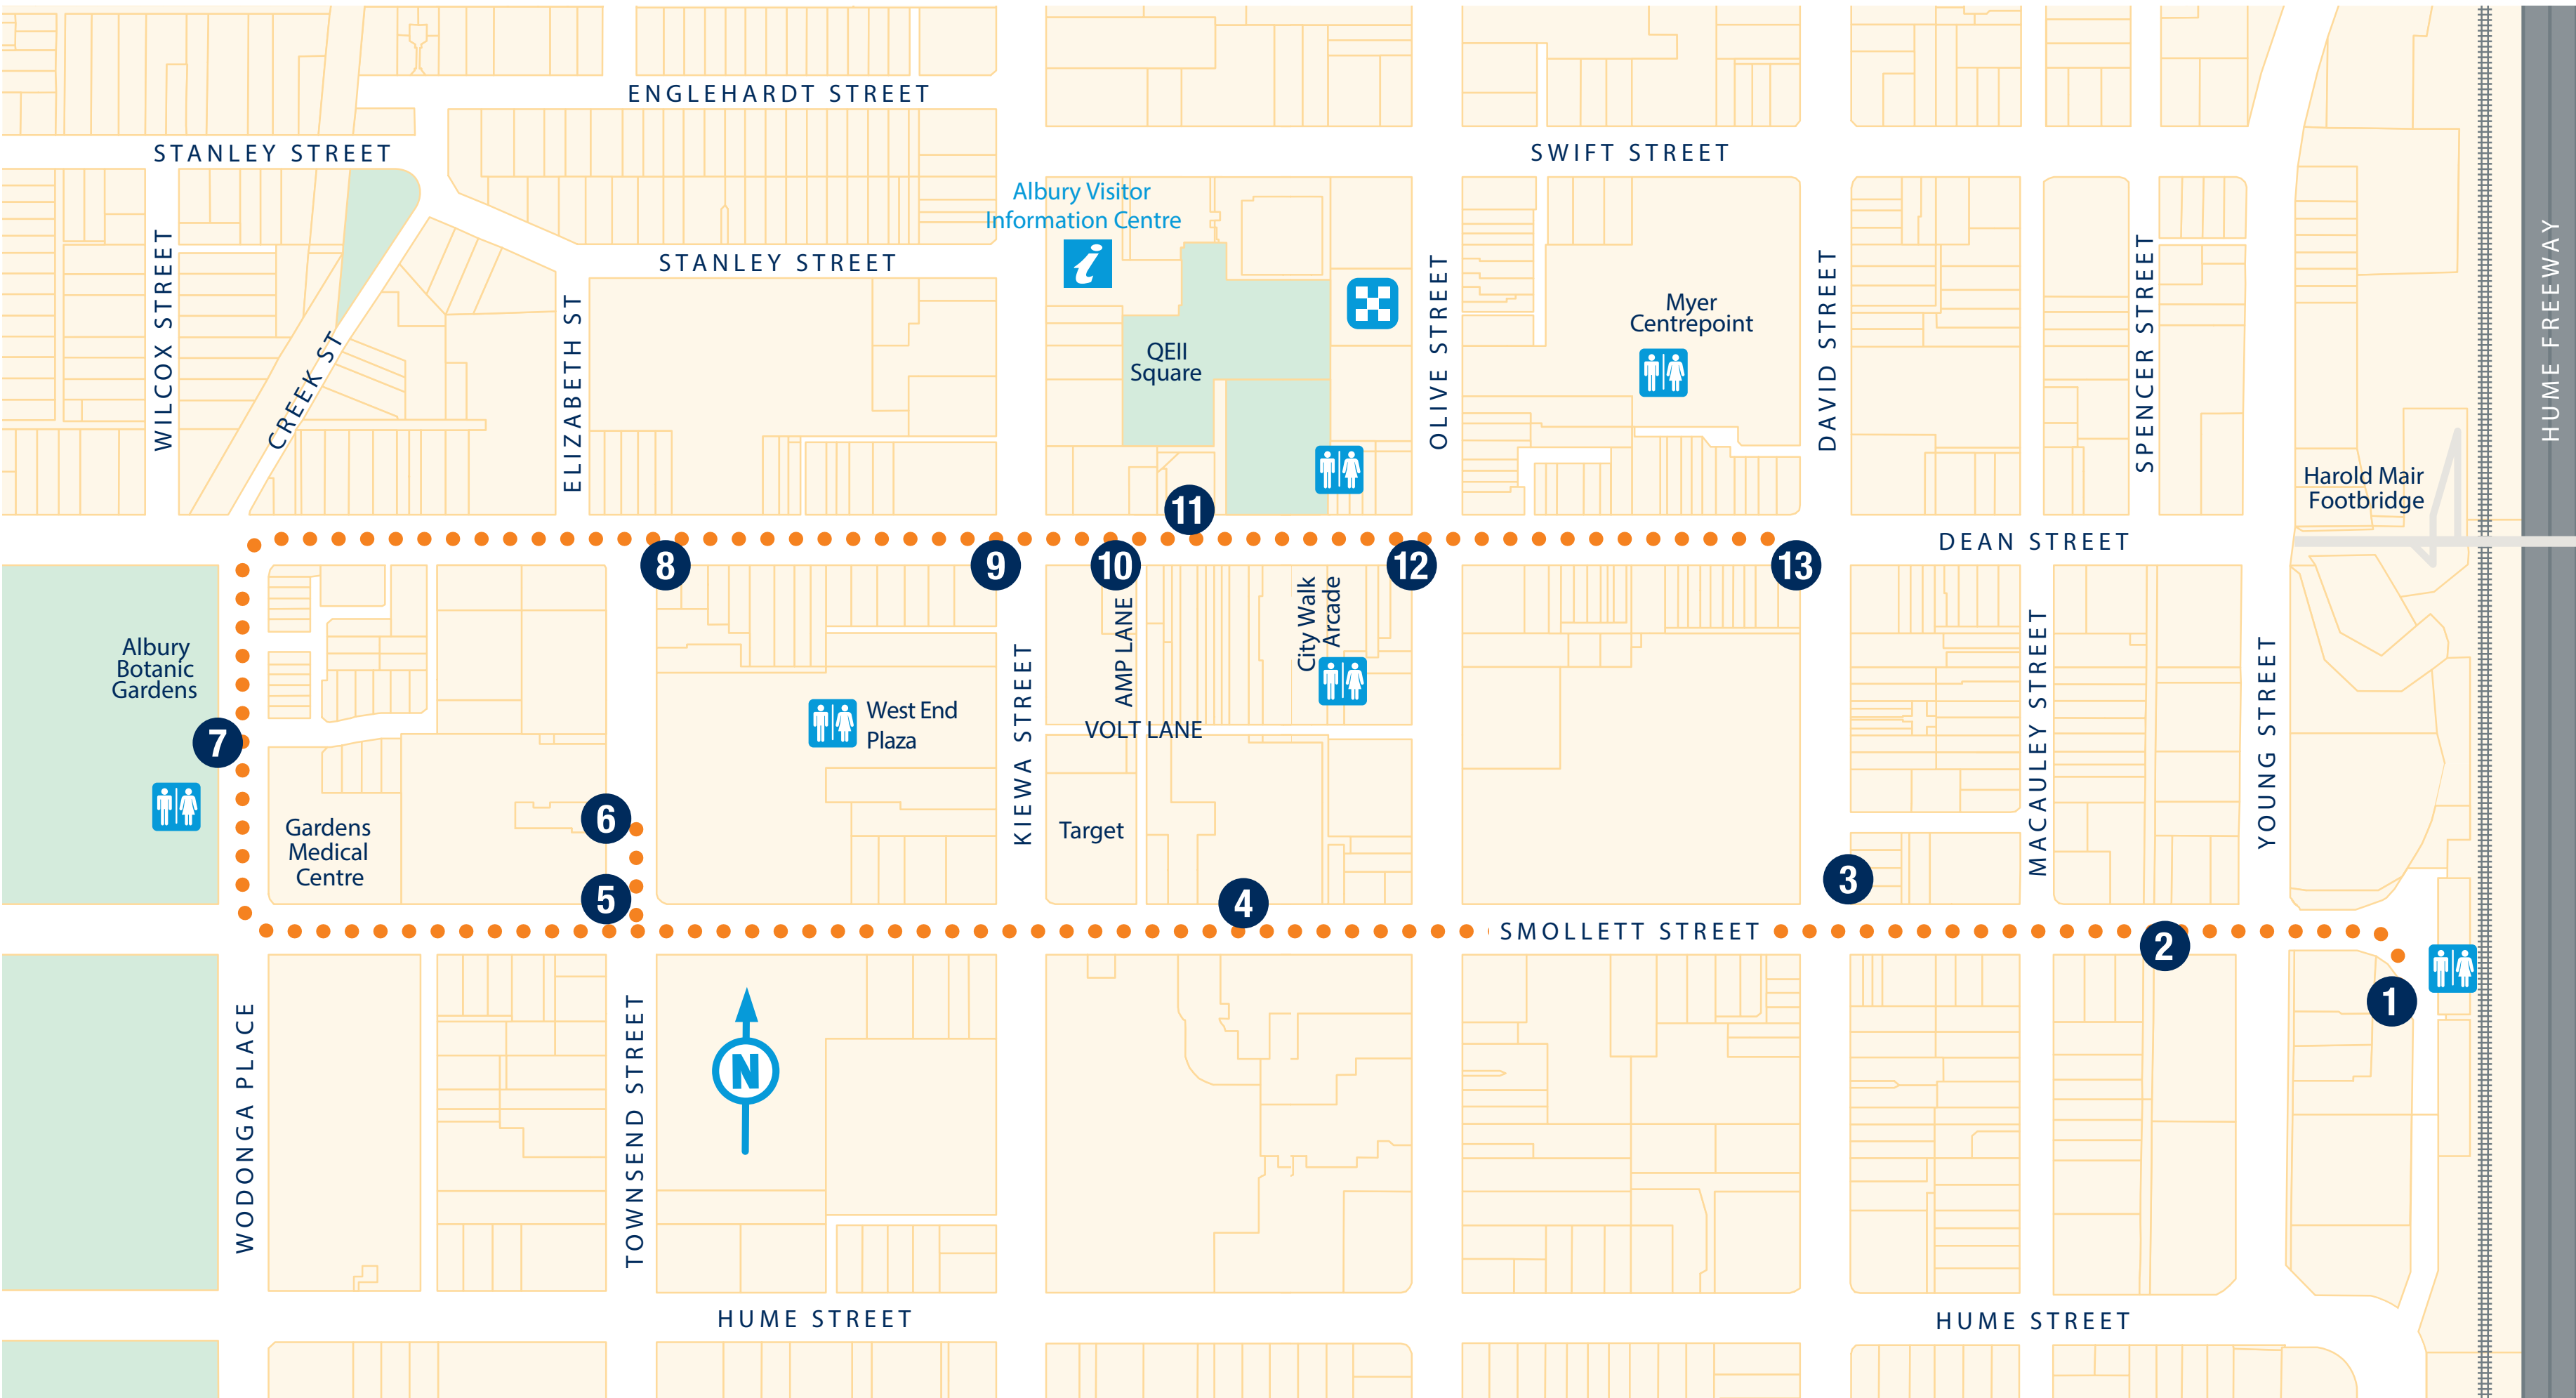 ENGLEHARDT STREET
STANLEY STREET
SWIFT STREET
Albury Visitor
Information Centre
i
STANLEY STREET
WILCOX STREET
CREEK ST
ELIZABETH ST
QEII
Square
OLIVE STREET
Myer
Centrepoint
DAVID STREET
SPENCER STREET
HUME FREEWAY
Harold Mair
Footbridge
11
DEAN STREET
8
9
10
12
13
Albury
Botanic
Gardens
7
AMP LANE
City Walk
Arcade
West End
Plaza
KIEWA STREET
VOLT LANE
MACAULEY STREET
YOUNG STREET
Gardens
Medical
Centre
6
5
Target
4
3
SMOLLETT STREET
2
1
WODONGA PLACE
TOWNSEND STREET
N
HUME STREET
HUME STREET